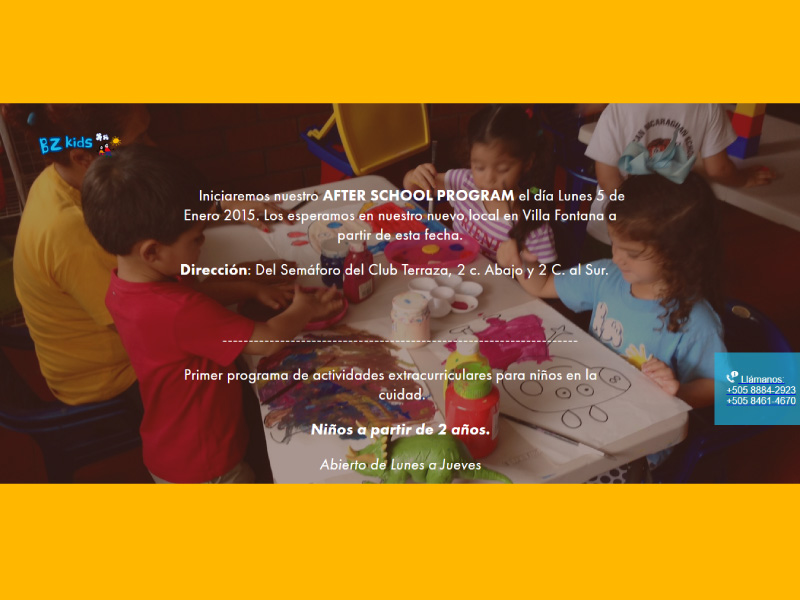 BZ kids
Iniciaremos nuestro AFTER SCHOOL PROGRAM el día Lunes 5 de
Enero 2015. Los esperamos en nuestro nuevo local en Villa Fontana a
partir de esta fecha.
Dirección: Del Semáforo del Club Terraza, 2 c. Abajo y 2 C. al Sur.
--------------------------------------------------------------------
Primer programa de actividades extracurriculares para niños en la
cuidad.
Niños a partir de 2 años.
Abierto de Lunes a Jueves
Llámanos:
+505 8884-2923
+505 8461-4670